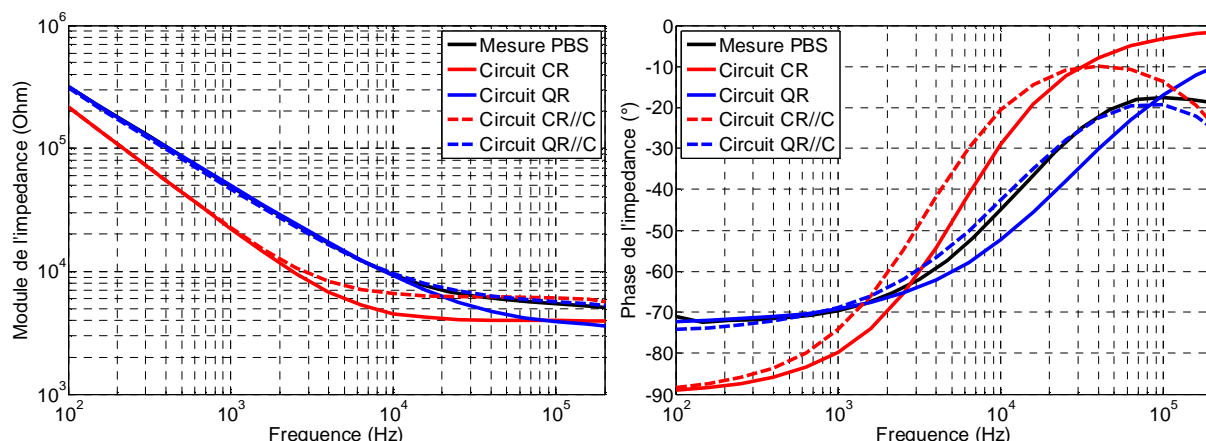 Module de l'impedance (Ohm)
10^6
10^5
10^4
10^3
10^2
10^3
10^4
10^5
Frequence (Hz)
Mesure PBS
Circuit CR
Circuit QR
Circuit CR//C
Circuit QR//C
Phase de l'impedance (°)
0
-10
-20
-30
-40
-50
-60
-70
-80
-90
10^2
10^3
10^4
10^5
Frequence (Hz)
Mesure PBS
Circuit CR
Circuit QR
Circuit CR//C
Circuit QR//C